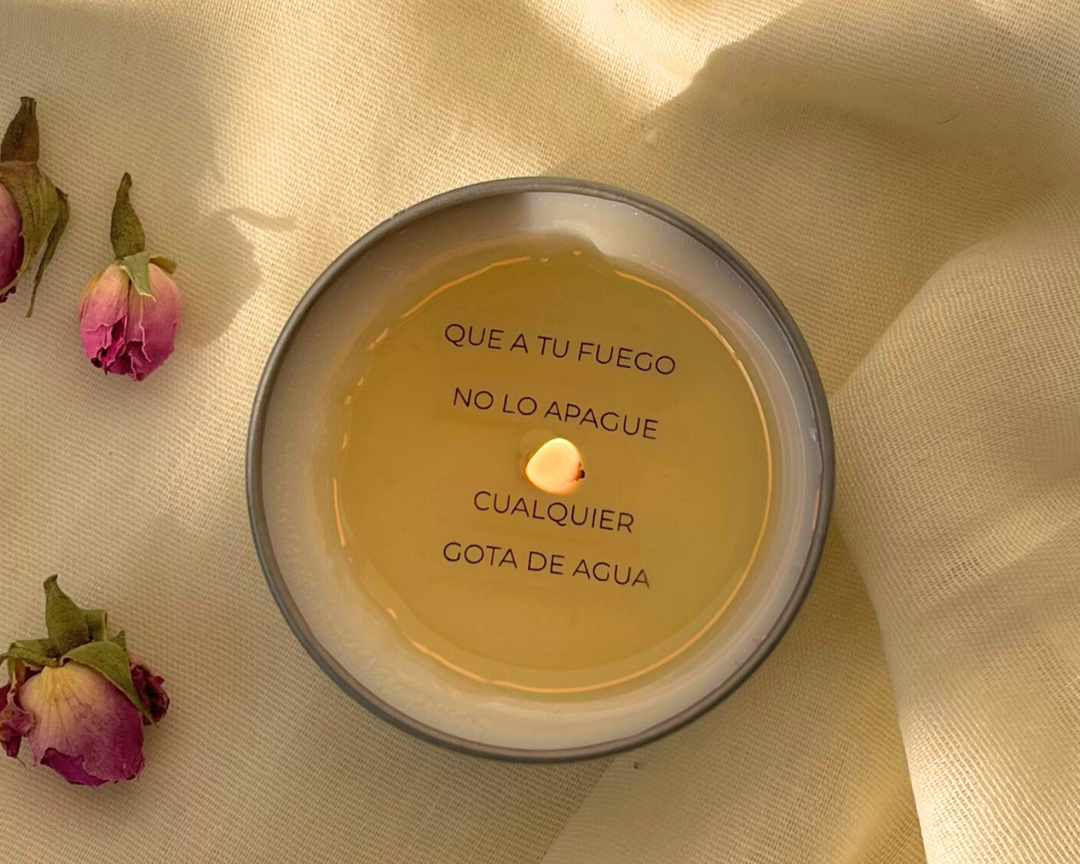 QUE A TU FUEGO
NO LO APAGUE
CUALQUIER
GOTA DE AGUA